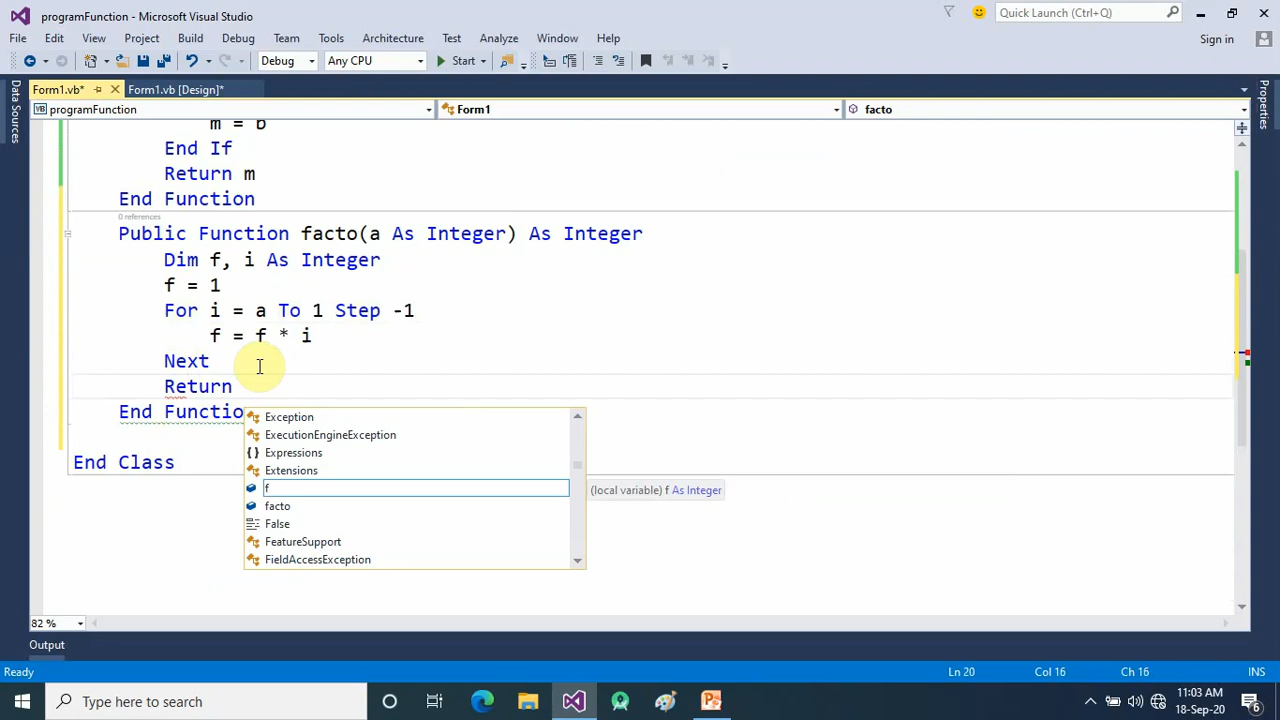 programFunction - Microsoft Visual Studio
Quick Launch (Ctrl+Q)
File Edit View Project Build Debug Team Tools Architecture Test Analyze Window Help
Sign in
Debug Any CPU Start
Form1.vb* Form1.vb [Design]*
Data Sources
Properties
VB programFunction Form1 facto
m = b
End If
Return m
End Function
0 references
Public Function facto(a As Integer) As Integer
Dim f, i As Integer
f = 1
For i = a To 1 Step -1
f = f * i
Next
Return
End Functio
Exception
ExecutionEngineException
Expressions
Extensions
f
(local variable) f As Integer
facto
False
FeatureSupport
FieldAccessException
End Class
82 %
Output
Ready Ln 20 Col 16 Ch 16 INS
Type here to search
11:03 AM
18-Sep-20
6